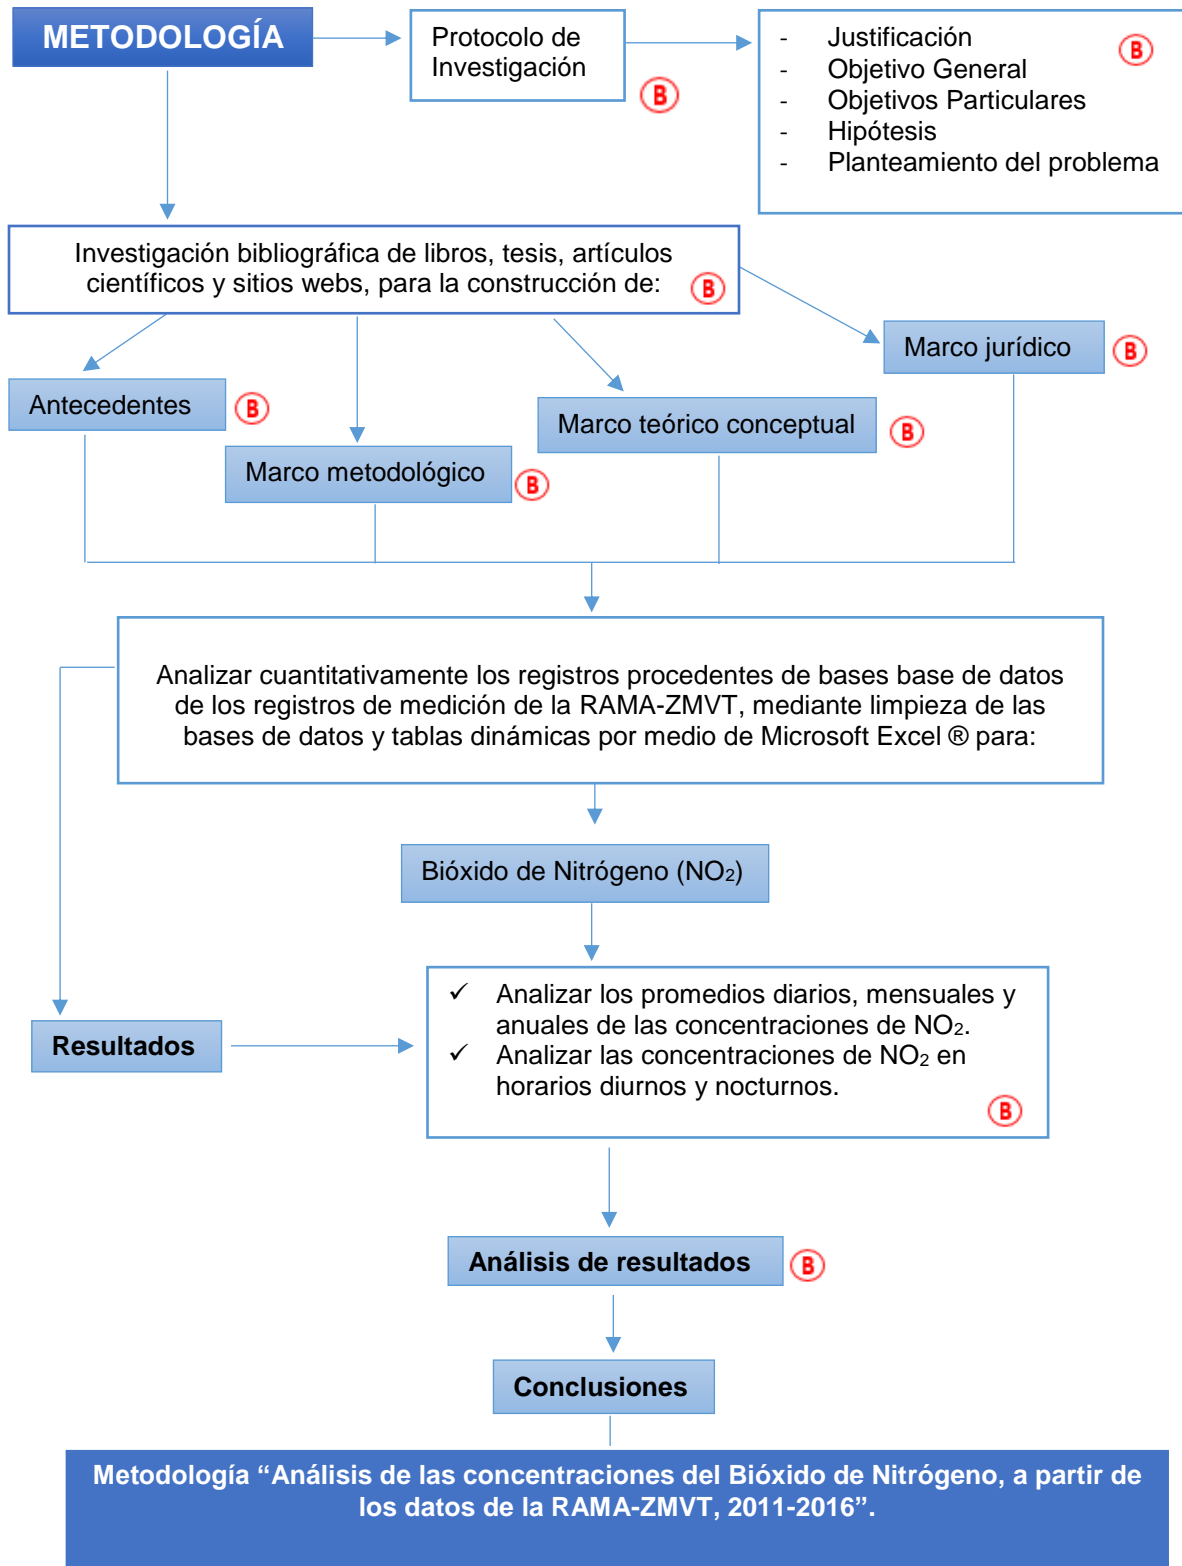 METODOLOGÍA
Protocolo de
Investigación
B
- Justificación
- Objetivo General
- Objetivos Particulares
- Hipótesis
- Planteamiento del problema
B
Investigación bibliográfica de libros, tesis, artículos
científicos y sitios webs, para la construcción de:
B
Marco jurídico
B
Antecedentes
B
Marco teórico conceptual
B
Marco metodológico
B
Analizar cuantitativamente los registros procedentes de bases base de datos
de los registros de medición de la RAMA-ZMVT, mediante limpieza de las
bases de datos y tablas dinámicas por medio de Microsoft Excel ® para:
Bióxido de Nitrógeno (NO₂)
✓ Analizar los promedios diarios, mensuales y
anuales de las concentraciones de NO₂.
✓ Analizar las concentraciones de NO₂ en
horarios diurnos y nocturnos.
B
Resultados
Análisis de resultados
B
Conclusiones
Metodología “Análisis de las concentraciones del Bióxido de Nitrógeno, a partir de
los datos de la RAMA-ZMVT, 2011-2016”.